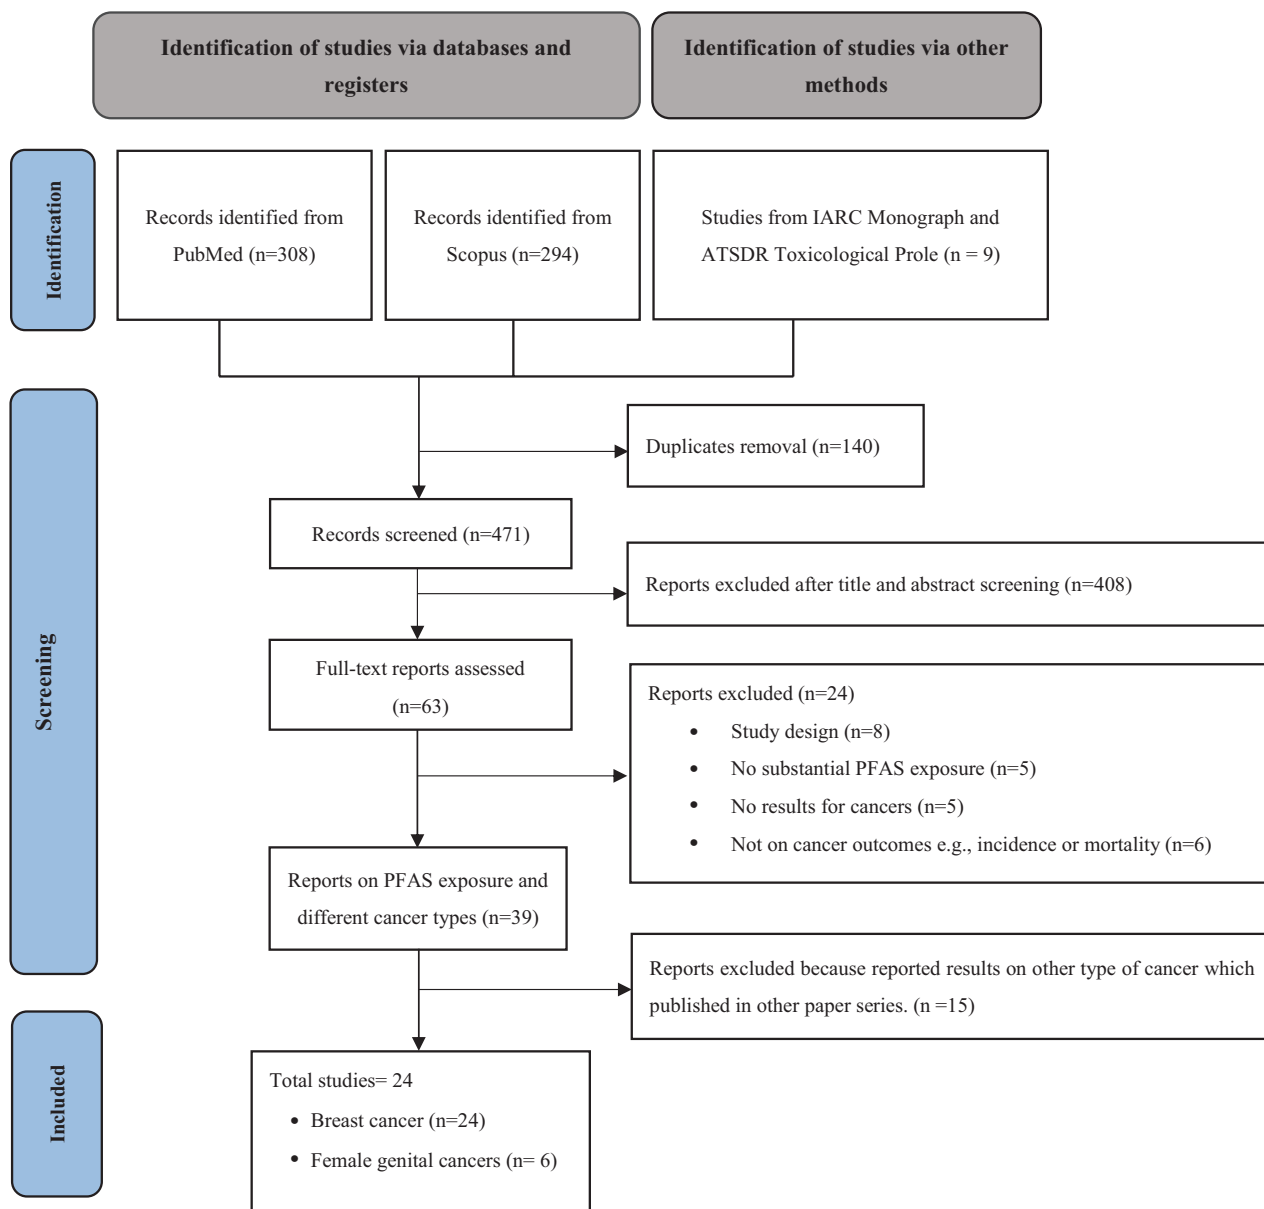 Identification of studies via databases and
registers
Identification of studies via other
methods
Identification
Records identified from
PubMed (n=308)
Records identified from
Scopus (n=294)
Studies from IARC Monograph and
ATSDR Toxicological Prole (n = 9)
Duplicates removal (n=140)
Screening
Records screened (n=471)
Reports excluded after title and abstract screening (n=408)
Full-text reports assessed
(n=63)
Reports excluded (n=24)
• Study design (n=8)
• No substantial PFAS exposure (n=5)
• No results for cancers (n=5)
• Not on cancer outcomes e.g., incidence or mortality (n=6)
Reports on PFAS exposure and
different cancer types (n=39)
Reports excluded because reported results on other type of cancer which
published in other paper series. (n =15)
Included
Total studies= 24
• Breast cancer (n=24)
• Female genital cancers (n= 6)